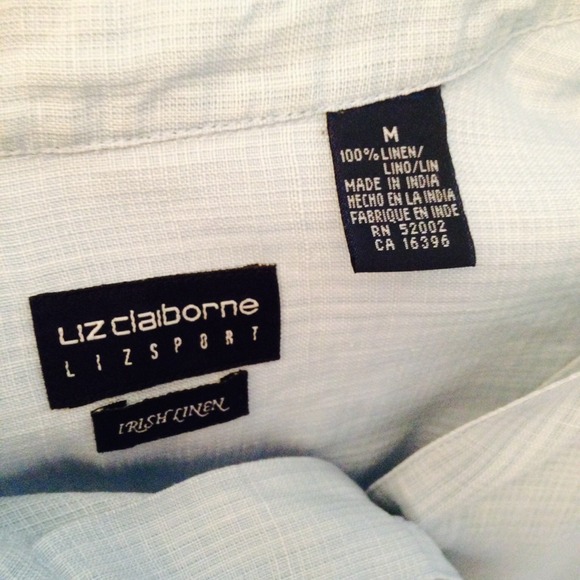 M
100% LINEN/
LINO/LIN
MADE IN INDIA
HECHO EN LA INDIA
FABRIQUE EN INDE
RN 52002
CA 16396
Liz claiborne
LIZSPORT
IRISH LINEN